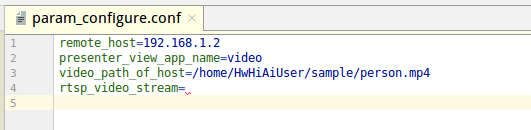 param_configure.conf
1 remote_host=192.168.1.2
2 presenter_view_app_name=video
3 video_path_of_host=/home/HwHiAiUser/sample/person.mp4
4 rtsp_video_stream=
5